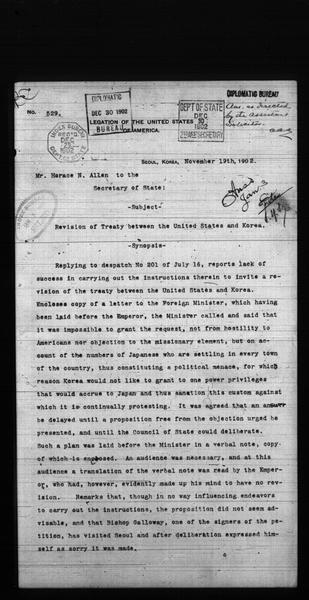 DIPLOMATIC BUREAU
DIPLOMATIC
DEC 30 1902
BUREAU
DEPT OF STATE
DEC
30
1902
Ans. as directed
by the Assistant
No. 529.
LEGATION OF THE UNITED STATES
OF AMERICA.
SEOUL, KOREA, November 19th, 1902.
Mr. Horace N. Allen to the
Secretary of State:
-Subject-
Revision of Treaty between the United States and Korea.
-Synopsis-
Replying to despatch No 201 of July 16, reports lack of
success in carrying out the instructions therein to invite a re-
vision of the treaty between the United States and Korea.
Encloses copy of a letter to the Foreign Minister, which having
been laid before the Emperor, the Minister called and said that
it was impossible to grant the request, not from hostility to
Americans nor objection to the missionary element, but on ac-
count of the numbers of Japanese who are settling in every town
of the country, thus constituting a political menace, for which
reason Korea would not like to grant to one power privileges
that would accrue to Japan and thus sanction this custom against
which it is continually protesting. It was agreed that an answer
be delayed until a proposition free from the objection urged be
presented, and until the Council of State could deliberate.
Such a plan was laid before the Minister in a verbal note, copy
of which is enclosed. An audience was necessary, and at this
audience a translation of the verbal note was read by the Emper-
or, who had, however, evidently made up his mind to have no re-
vision. Remarks that, though in no way influencing endeavors
to carry out the instructions, the proposition did not seem ad-
visable, and that Bishop Galloway, one of the signers of the pe-
tition, has visited Seoul and after deliberation expressed him-
self as sorry it was made.